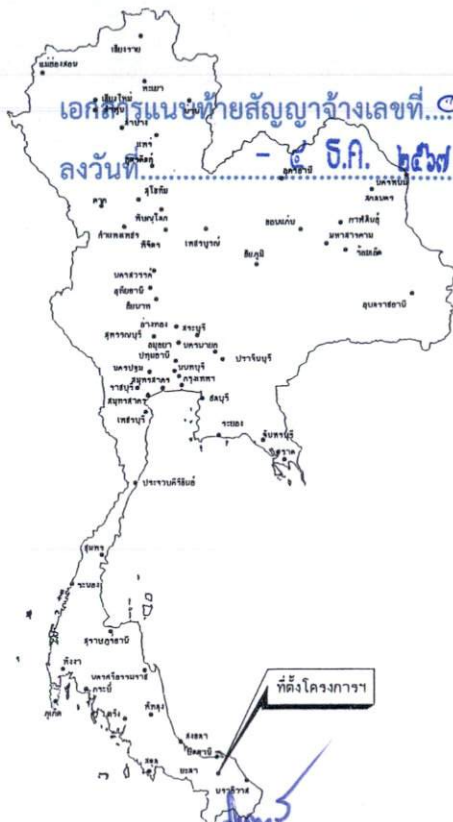 เชียงราย
แม่ฮ่องสอน
พะเยา
เชียงใหม่
น่าน
ลำพูน
เอกสารแนบท้ายสัญญาจ้างเลขที่
ลำปาง
แพร่
อุตรดิตถ์
ลงวันที่ - ๔ ธ.ค. ๒๕๖๗
อุดรธานี
นครพนม
สกลนคร
สุโขทัย
ตาก
พิษณุโลก
กำแพงเพชร
พิจิตร
เพชรบูรณ์
ขอนแก่น
กาฬสินธุ์
มหาสารคาม
ร้อยเอ็ด
ชัยภูมิ
นครสวรรค์
อุทัยธานี
ชัยนาท
อุบลราชธานี
อ่างทอง
สระบุรี
สุพรรณบุรี
อยุธยา
นครนายก
ปทุมธานี
ปราจีนบุรี
นครปฐม
นนทบุรี
สมุทรสาคร
กรุงเทพฯ
ราชบุรี
สมุทรสาคร
ชลบุรี
เพชรบุรี
ระยอง
จันทบุรี
ตราด
ประจวบคีรีขันธ์
ชุมพร
ระนอง
สุราษฎร์ธานี
พังงา
นครศรีธรรมราช
กระบี่
ที่ตั้งโครงการฯ
ภูเก็ต
ตรัง
พัทลุง
สงขลา
ปัตตานี
สตูล
ยะลา
นราธิวาส